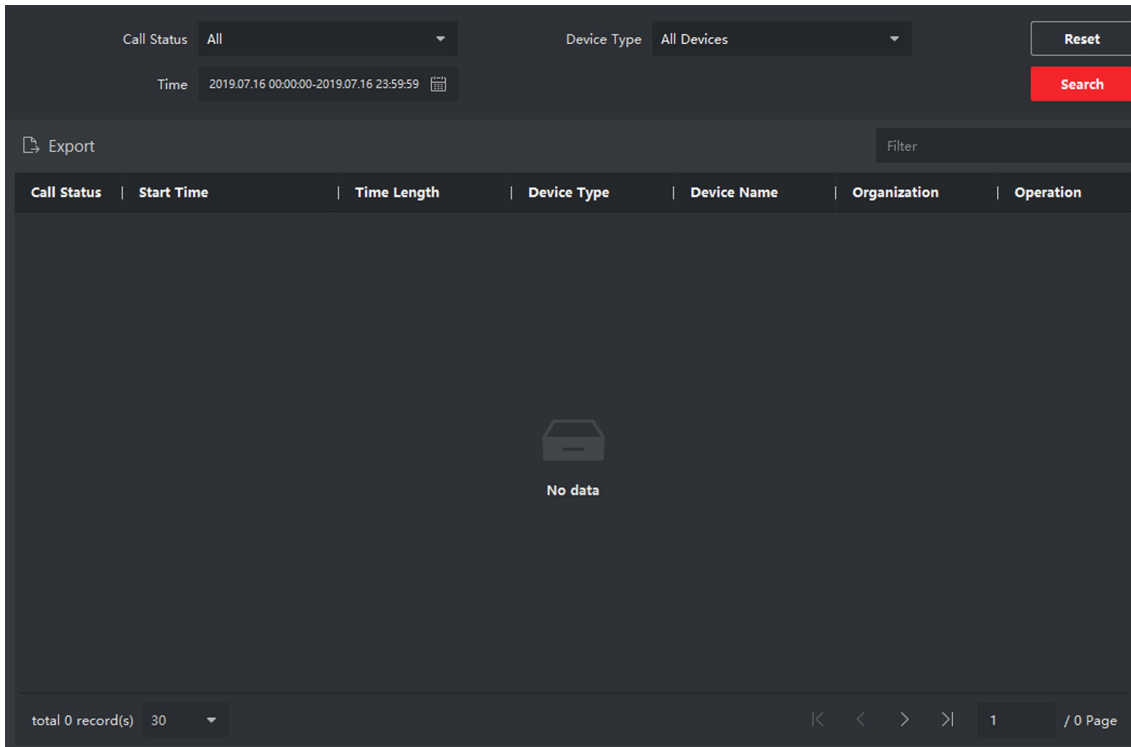 Call Status All Device Type All Devices Reset
Time 2019.07.16 00:00:00-2019.07.16 23:59:59 Search
Export Filter
Call Status | Start Time | Time Length | Device Type | Device Name | Organization | Operation
No data
total 0 record(s) 30 1 / 0 Page